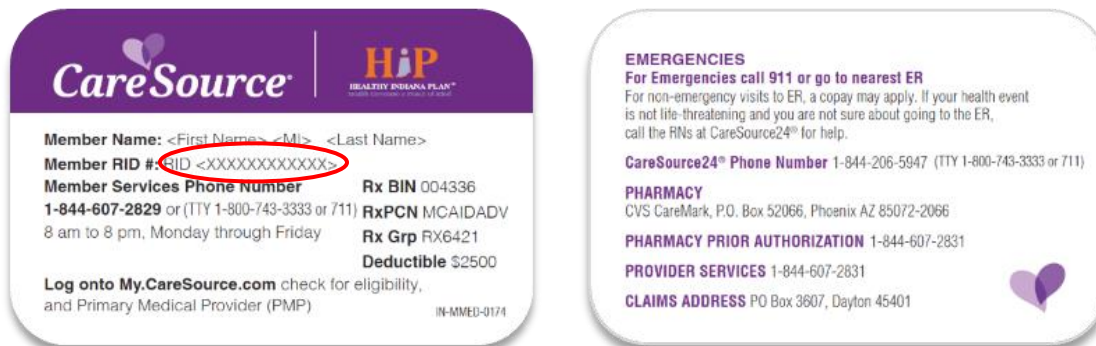 CareSource®
HiP
HEALTHY INDIANA PLAN™
Member Name: <First Name> <MI> <Last Name>
Member RID #: RID <XXXXXXXXXXXX>
Member Services Phone Number
1-844-607-2829 or (TTY 1-800-743-3333 or 711)
8 am to 8 pm, Monday through Friday
Rx BIN 004336
RxPCN MCAIDADV
Rx Grp RX6421
Deductible $2500
Log onto My.CareSource.com check for eligibility,
and Primary Medical Provider (PMP)
IN-MMED-0174
EMERGENCIES
For Emergencies call 911 or go to nearest ER
For non-emergency visits to ER, a copay may apply. If your health event
is not life-threatening and you are not sure about going to the ER,
call the RNs at CareSource24® for help.
CareSource24® Phone Number 1-844-206-5947 (TTY 1-800-743-3333 or 711)
PHARMACY
CVS CareMark, P.O. Box 52066, Phoenix AZ 85072-2066
PHARMACY PRIOR AUTHORIZATION 1-844-607-2831
PROVIDER SERVICES 1-844-607-2831
CLAIMS ADDRESS PO Box 3607, Dayton 45401